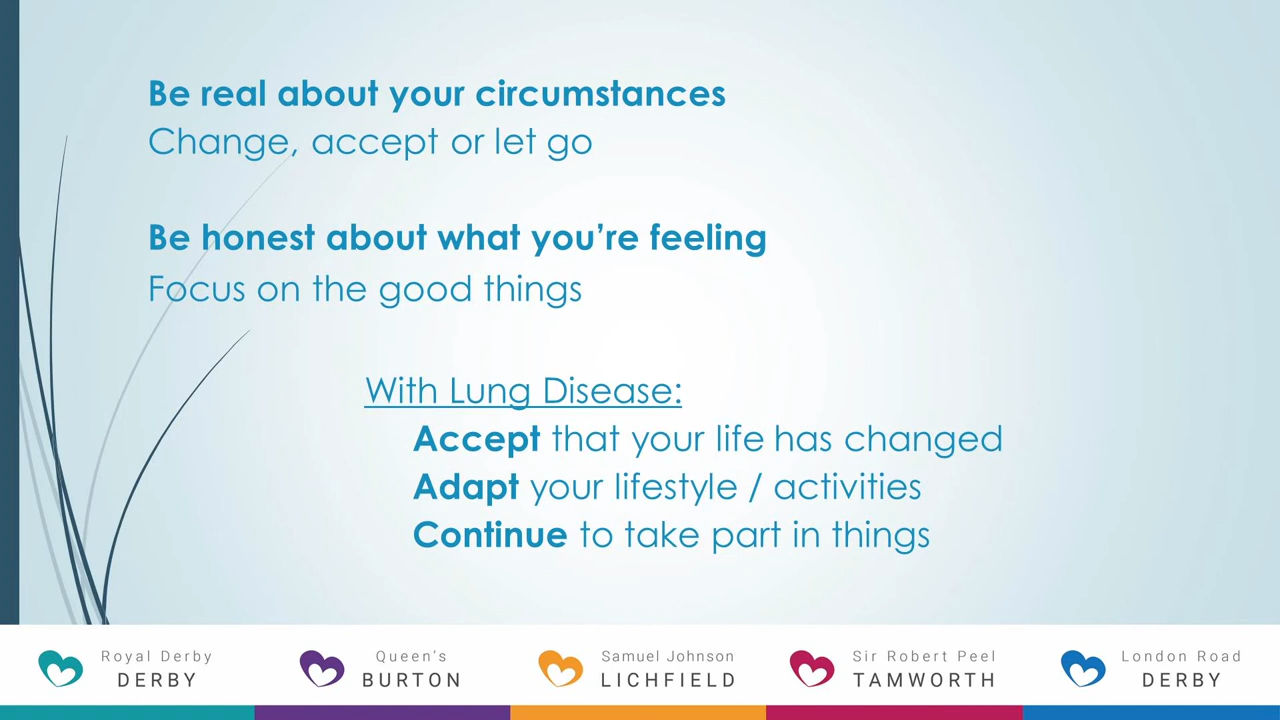 Be real about your circumstances
Change, accept or let go
Be honest about what you're feeling
Focus on the good things
With Lung Disease:
Accept that your life has changed
Adapt your lifestyle / activities
Continue to take part in things
Royal Derby
DERBY
Queen's
BURTON
Samuel Johnson
LICHFIELD
Sir Robert Peel
TAMWORTH
London Road
DERBY